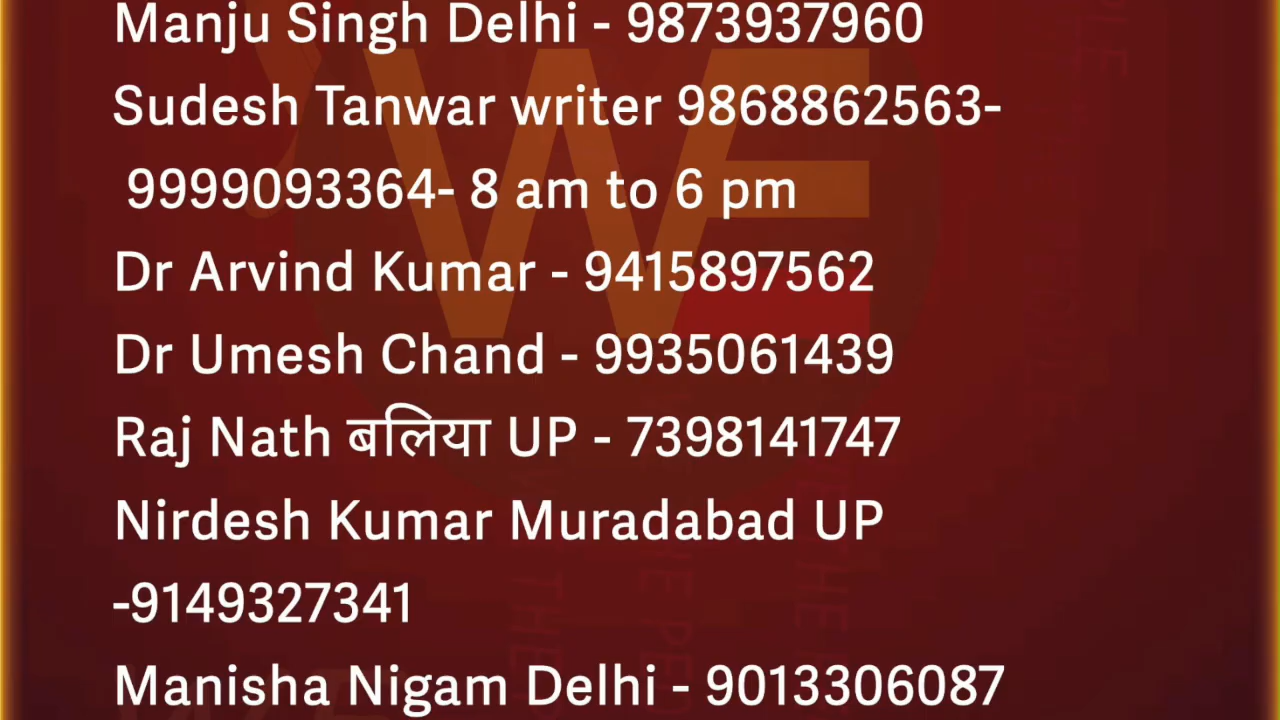 Manju Singh Delhi - 9873937960
Sudesh Tanwar writer 9868862563-
9999093364- 8 am to 6 pm
Dr Arvind Kumar - 9415897562
Dr Umesh Chand - 9935061439
Raj Nath बलिया UP - 7398141747
Nirdesh Kumar Muradabad UP
-9149327341
Manisha Nigam Delhi - 9013306087